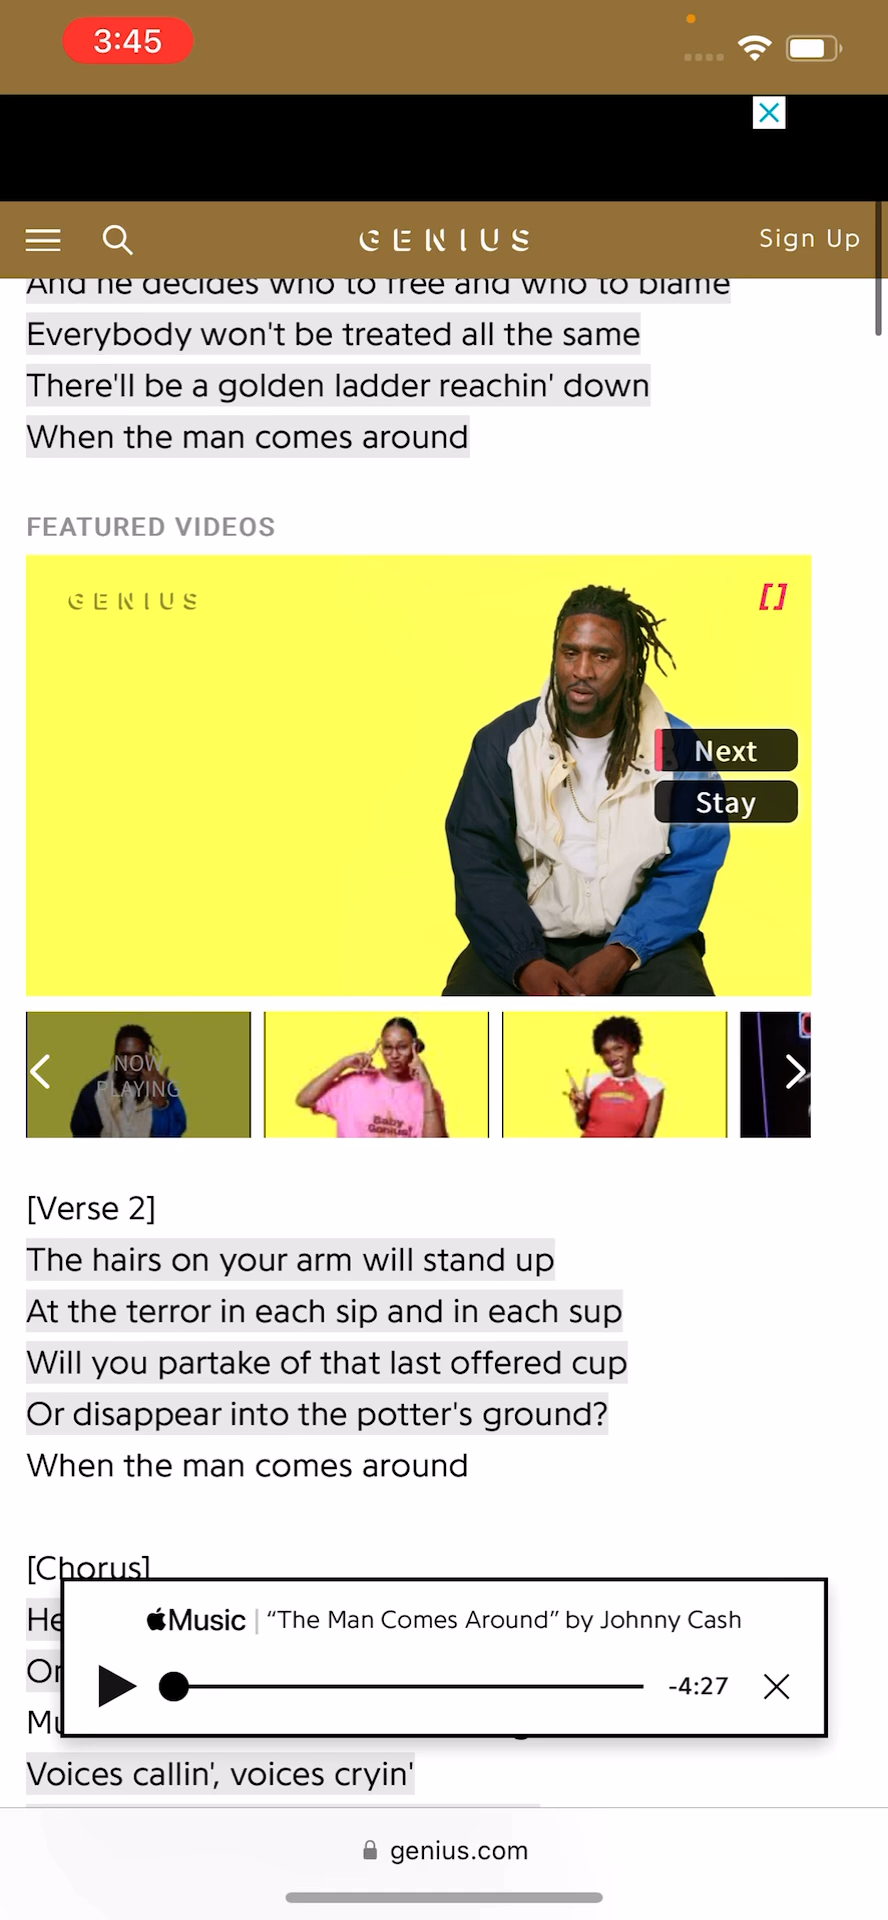 3:45
GENIUS
Sign Up
And he decides who to free and who to blame
Everybody won't be treated all the same
There'll be a golden ladder reachin' down
When the man comes around
FEATURED VIDEOS
GENIUS
[]
Next
Stay
NOW
PLAYING
Baby
Genius
[Verse 2]
The hairs on your arm will stand up
At the terror in each sip and in each sup
Will you partake of that last offered cup
Or disappear into the potter's ground?
When the man comes around
[Chorus]
He
Music | “The Man Comes Around” by Johnny Cash
-4:27
Voices callin', voices cryin'
genius.com